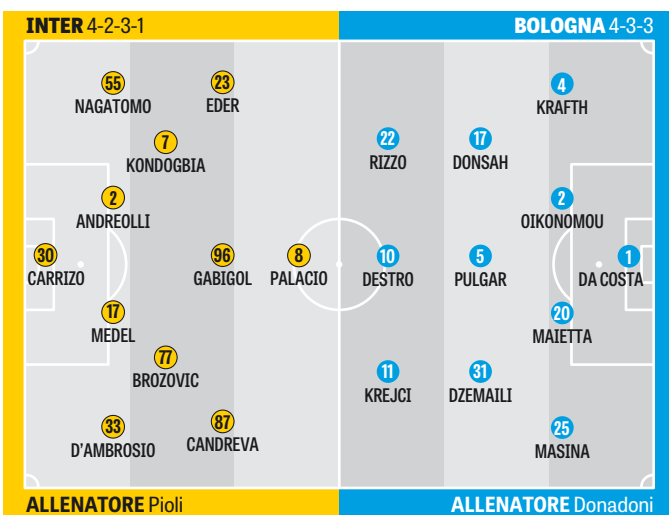 INTER 4-2-3-1
BOLOGNA 4-3-3
55
NAGATOMO
23
EDER
7
KONDOGBIA
2
ANDREOLLI
30
CARRIZO
96
GABIGOL
8
PALACIO
17
MEDEL
77
BROZOVIC
33
D'AMBROSIO
87
CANDREVA
4
KRAFTH
22
RIZZO
17
DONSAH
2
OIKONOMOU
10
DESTRO
5
PULGAR
1
DA COSTA
20
MAIETTA
11
KREJCI
31
DZEMAILI
25
MASINA
ALLENATORE Pioli
ALLENATORE Donadoni